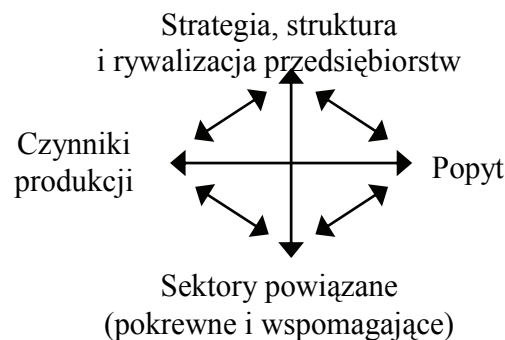 Strategia, struktura
i rywalizacja przedsiębiorstw
Czynniki
produkcji
Popyt
Sektory powiązane
(pokrewne i wspomagające)